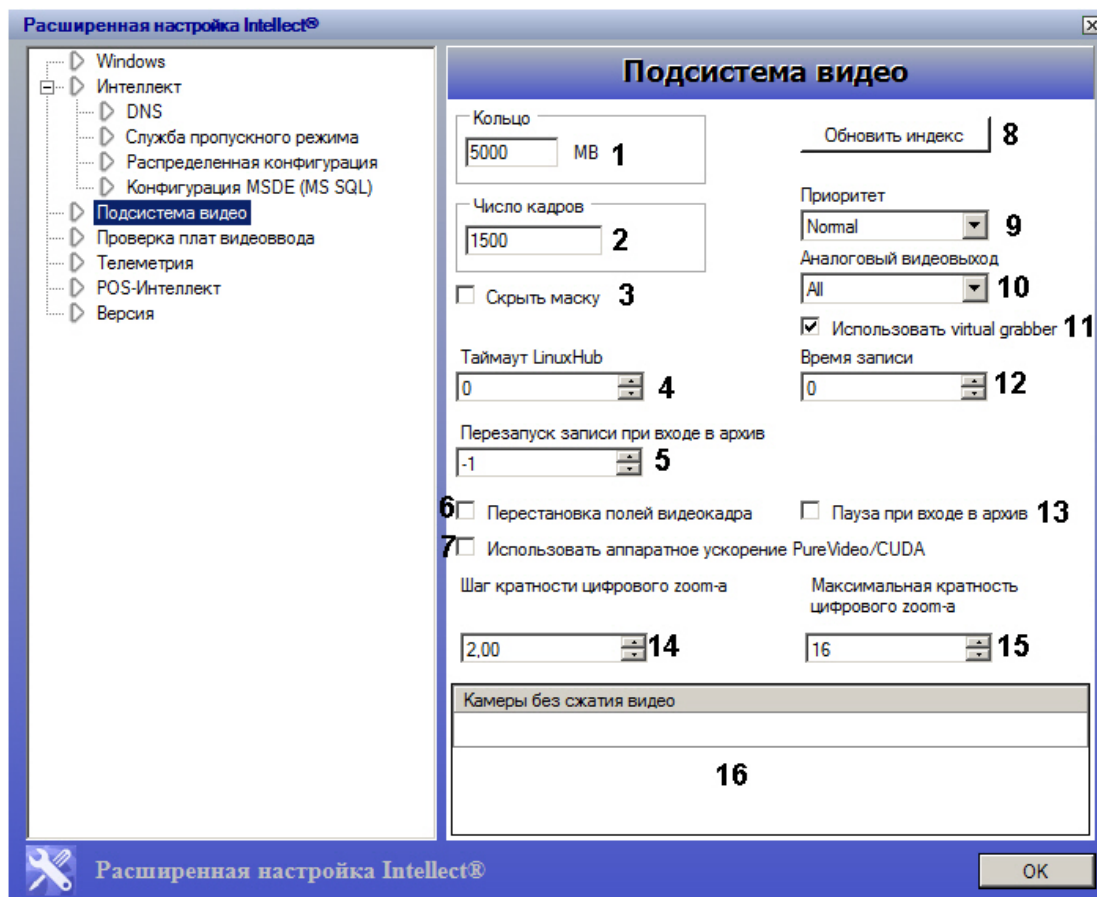 Расширенная настройка Intellect®
Windows
Интеллект
DNS
Служба пропускного режима
Распределенная конфигурация
Конфигурация MSDE (MS SQL)
Подсистема видео
Проверка плат видеоввода
Телеметрия
POS-Интеллект
Версия
Подсистема видео
Кольцо
5000 MB 1
Обновить индекс 8
Число кадров
1500 2
Приоритет
Normal 9
Скрыть маску 3
Аналоговый видеовыход
All 10
Использовать virtual grabber 11
Таймаут LinuxHub
0 4
Время записи
0 12
Перезапуск записи при входе в архив
-1 5
6 Перестановка полей видеокадра
Пауза при входе в архив 13
7 Использовать аппаратное ускорение PureVideo/CUDA
Шаг кратности цифрового zoom-а
2,00 14
Максимальная кратность
цифрового zoom-а
16 15
Камеры без сжатия видео
16
Расширенная настройка Intellect®
OK